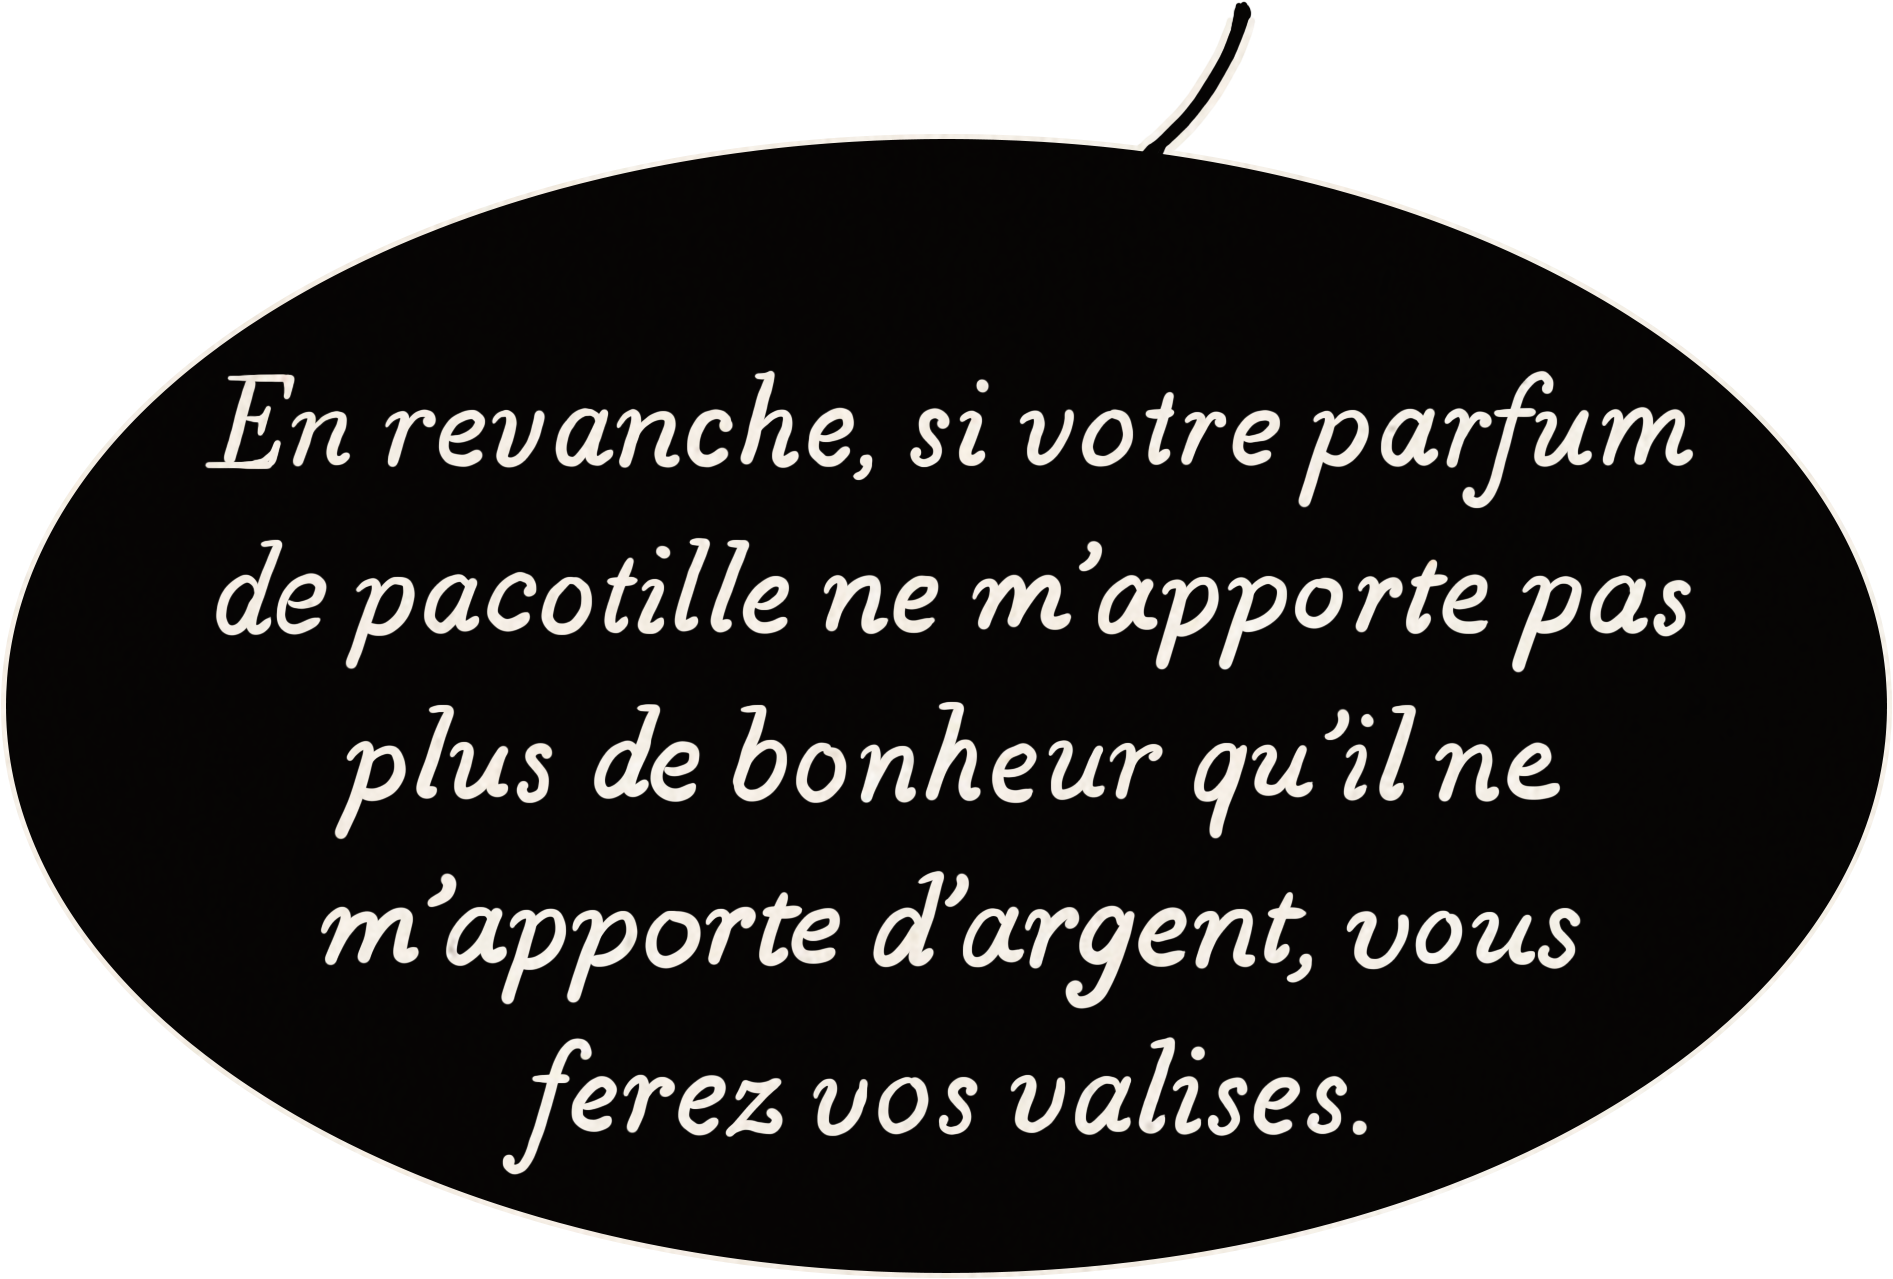 En revanche, si votre parfum
de pacotille ne m’apporte pas
plus de bonheur qu’il ne
m’apporte d’argent, vous
ferez vos valises.